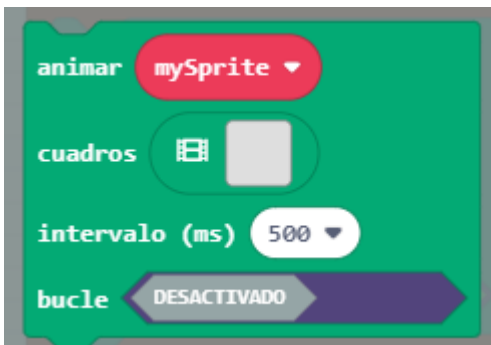 animar mySprite
cuadros
intervalo (ms) 500
bucle DESACTIVADO